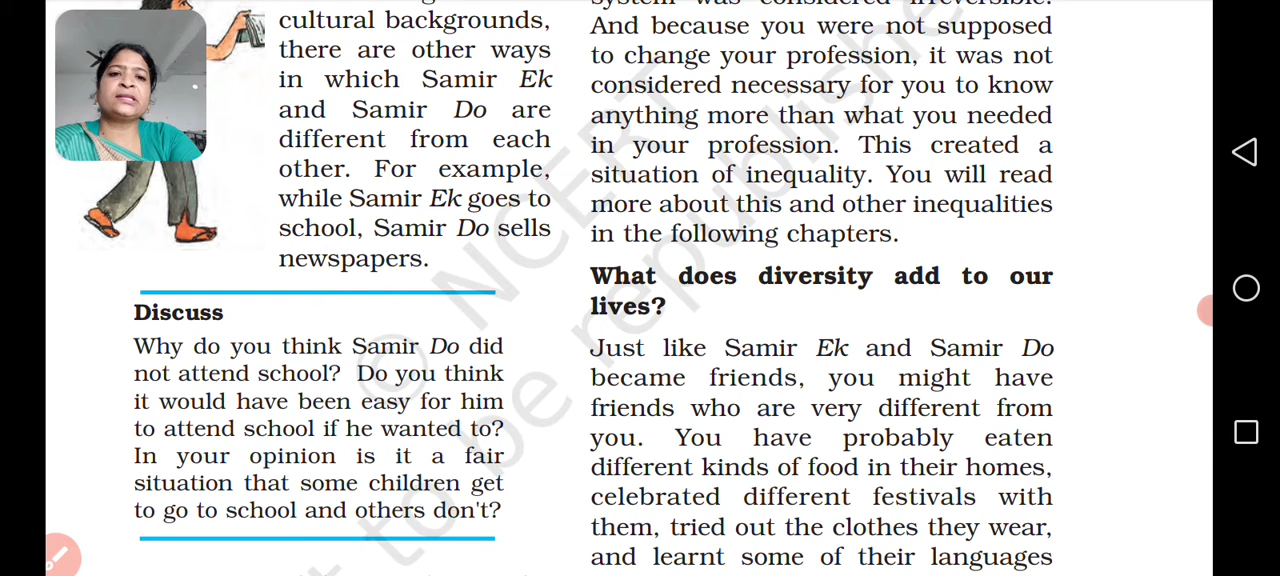 cultural backgrounds,
there are other ways
in which Samir Ek
and Samir Do are
different from each
other. For example,
while Samir Ek goes to
school, Samir Do sells
newspapers.
Discuss
Why do you think Samir Do did
not attend school? Do you think
it would have been easy for him
to attend school if he wanted to?
In your opinion is it a fair
situation that some children get
to go to school and others don't?
system was considered irreversible.
And because you were not supposed
to change your profession, it was not
considered necessary for you to know
anything more than what you needed
in your profession. This created a
situation of inequality. You will read
more about this and other inequalities
in the following chapters.
What does diversity add to our
lives?
Just like Samir Ek and Samir Do
became friends, you might have
friends who are very different from
you. You have probably eaten
different kinds of food in their homes,
celebrated different festivals with
them, tried out the clothes they wear,
and learnt some of their languages
© NCERT
to be republished